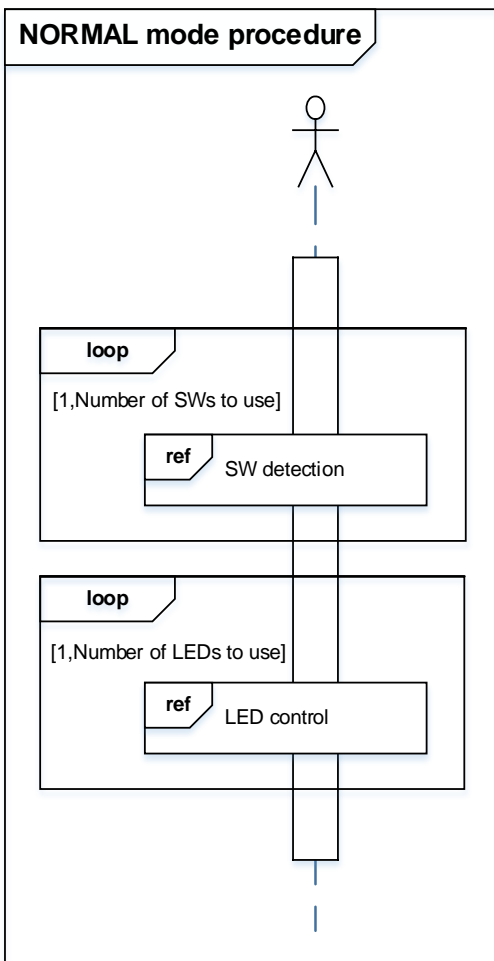 NORMAL mode procedure
loop
[1,Number of SWs to use]
ref
SW detection
loop
[1,Number of LEDs to use]
ref
LED control